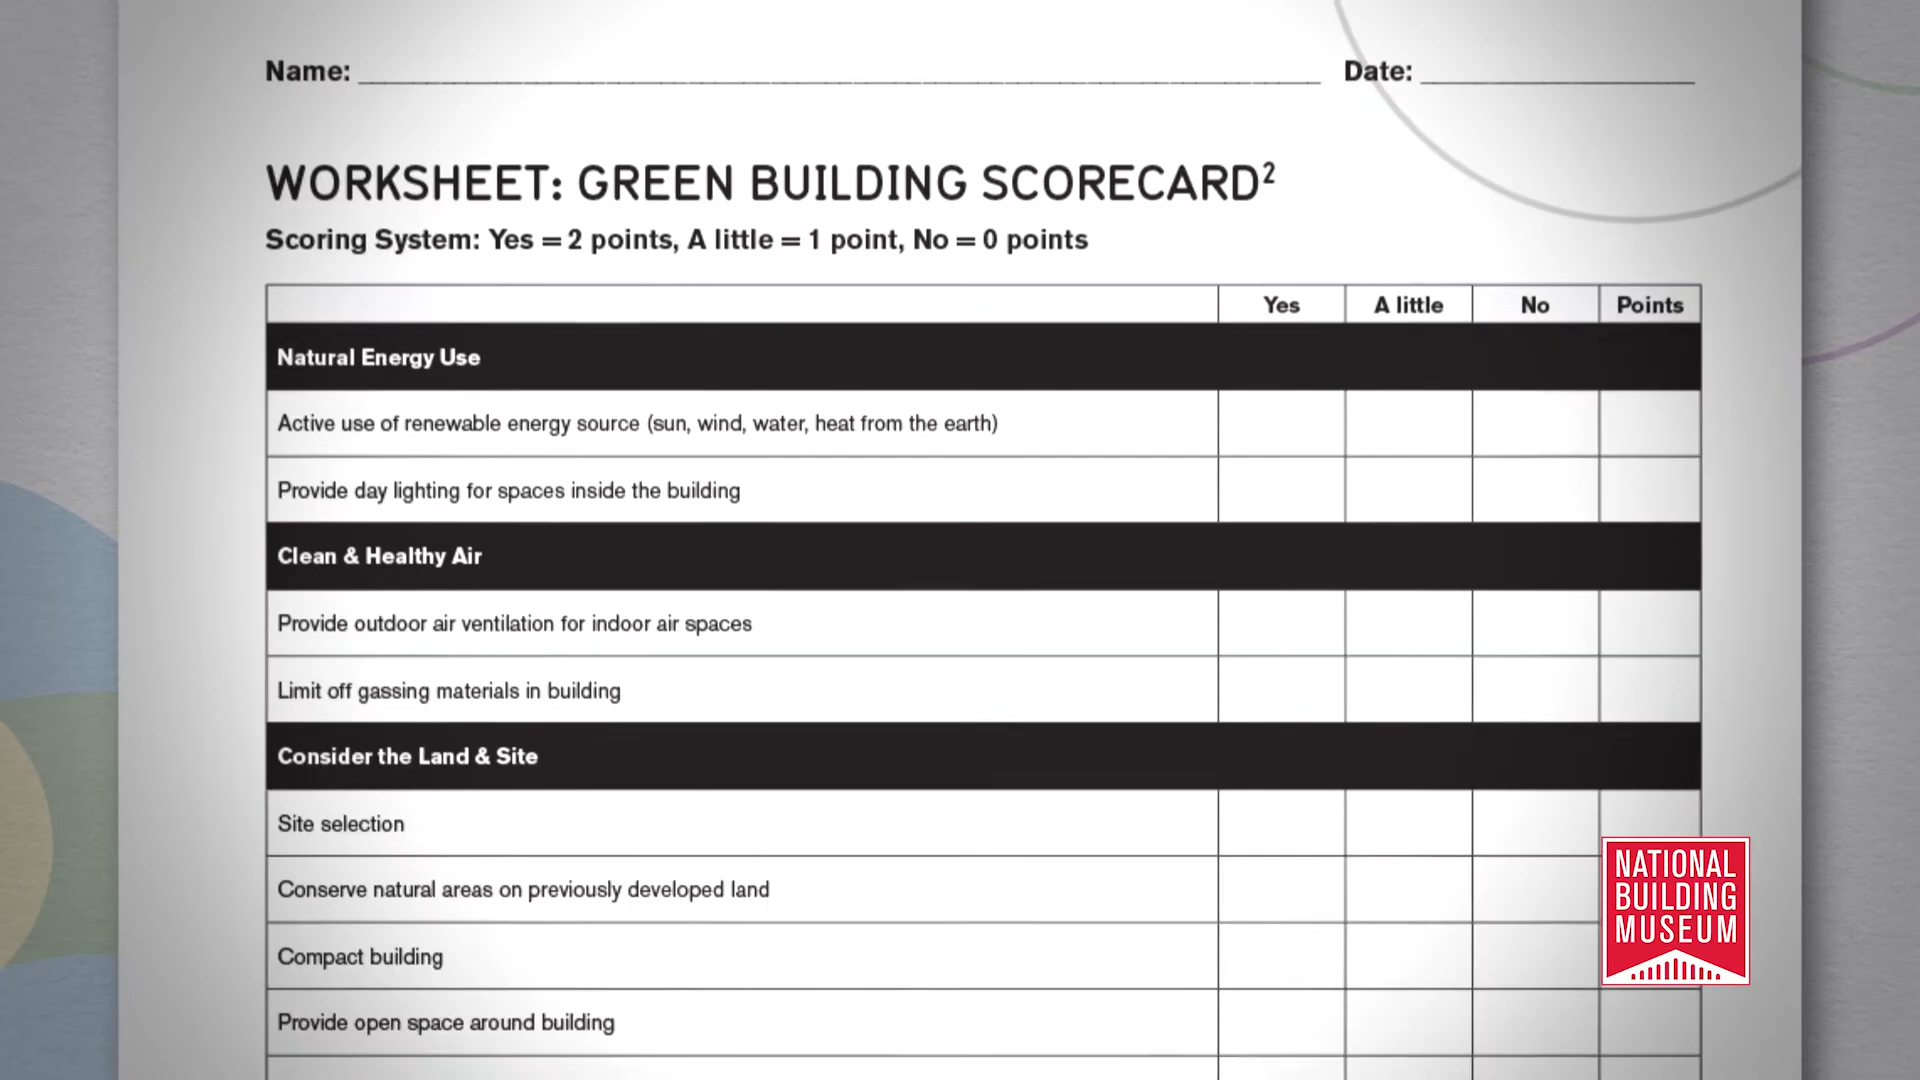 Name: Date:
WORKSHEET: GREEN BUILDING SCORECARD²
Scoring System: Yes = 2 points, A little = 1 point, No = 0 points
Yes A little No Points
Natural Energy Use
Active use of renewable energy source (sun, wind, water, heat from the earth)
Provide day lighting for spaces inside the building
Clean & Healthy Air
Provide outdoor air ventilation for indoor air spaces
Limit off gassing materials in building
Consider the Land & Site
Site selection
Conserve natural areas on previously developed land
Compact building
Provide open space around building
NATIONAL
BUILDING
MUSEUM